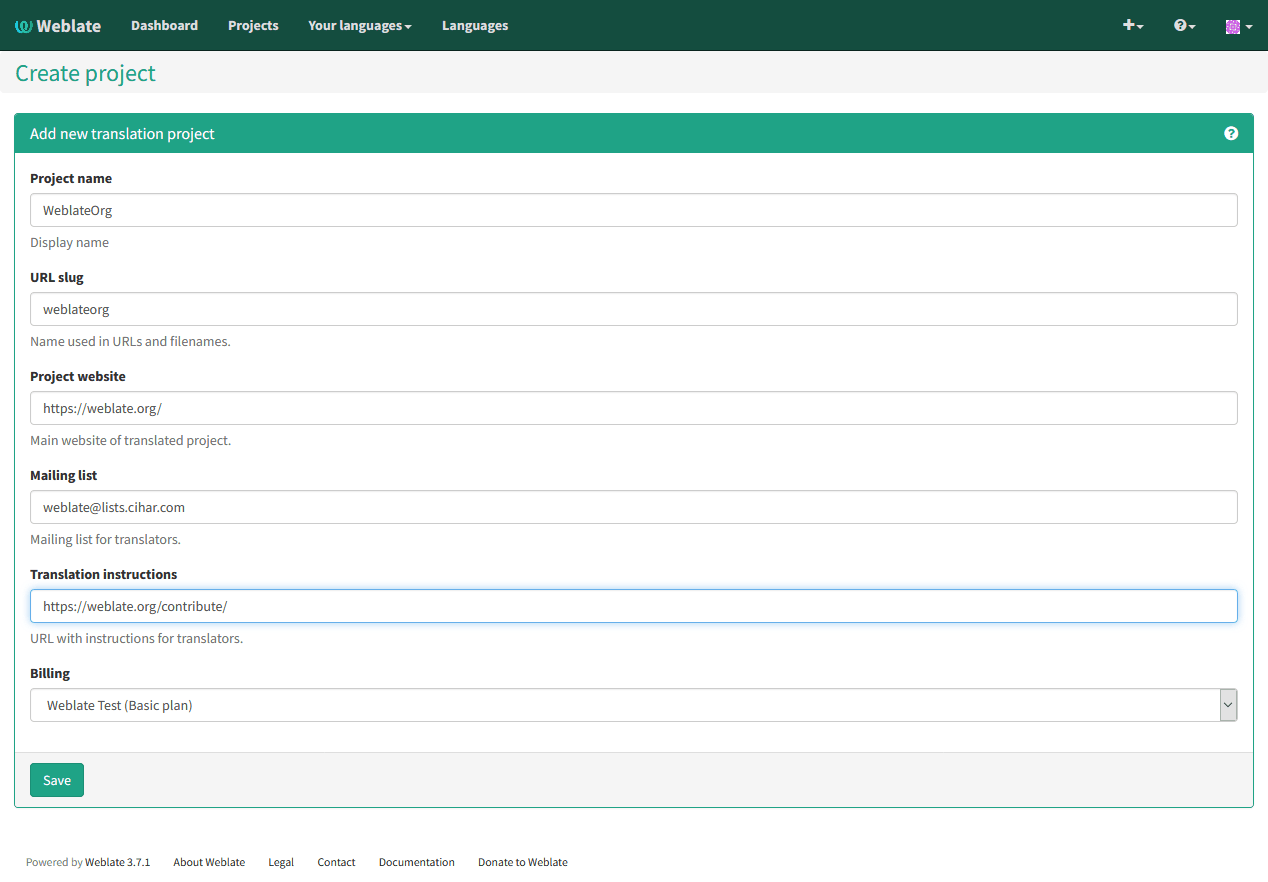 Weblate Dashboard Projects Your languages Languages
Create project
Add new translation project
Project name
WeblateOrg
Display name
URL slug
weblateorg
Name used in URLs and filenames.
Project website
https://weblate.org/
Main website of translated project.
Mailing list
weblate@lists.cihar.com
Mailing list for translators.
Translation instructions
https://weblate.org/contribute/
URL with instructions for translators.
Billing
Weblate Test (Basic plan)
Save
Powered by Weblate 3.7.1 About Weblate Legal Contact Documentation Donate to Weblate